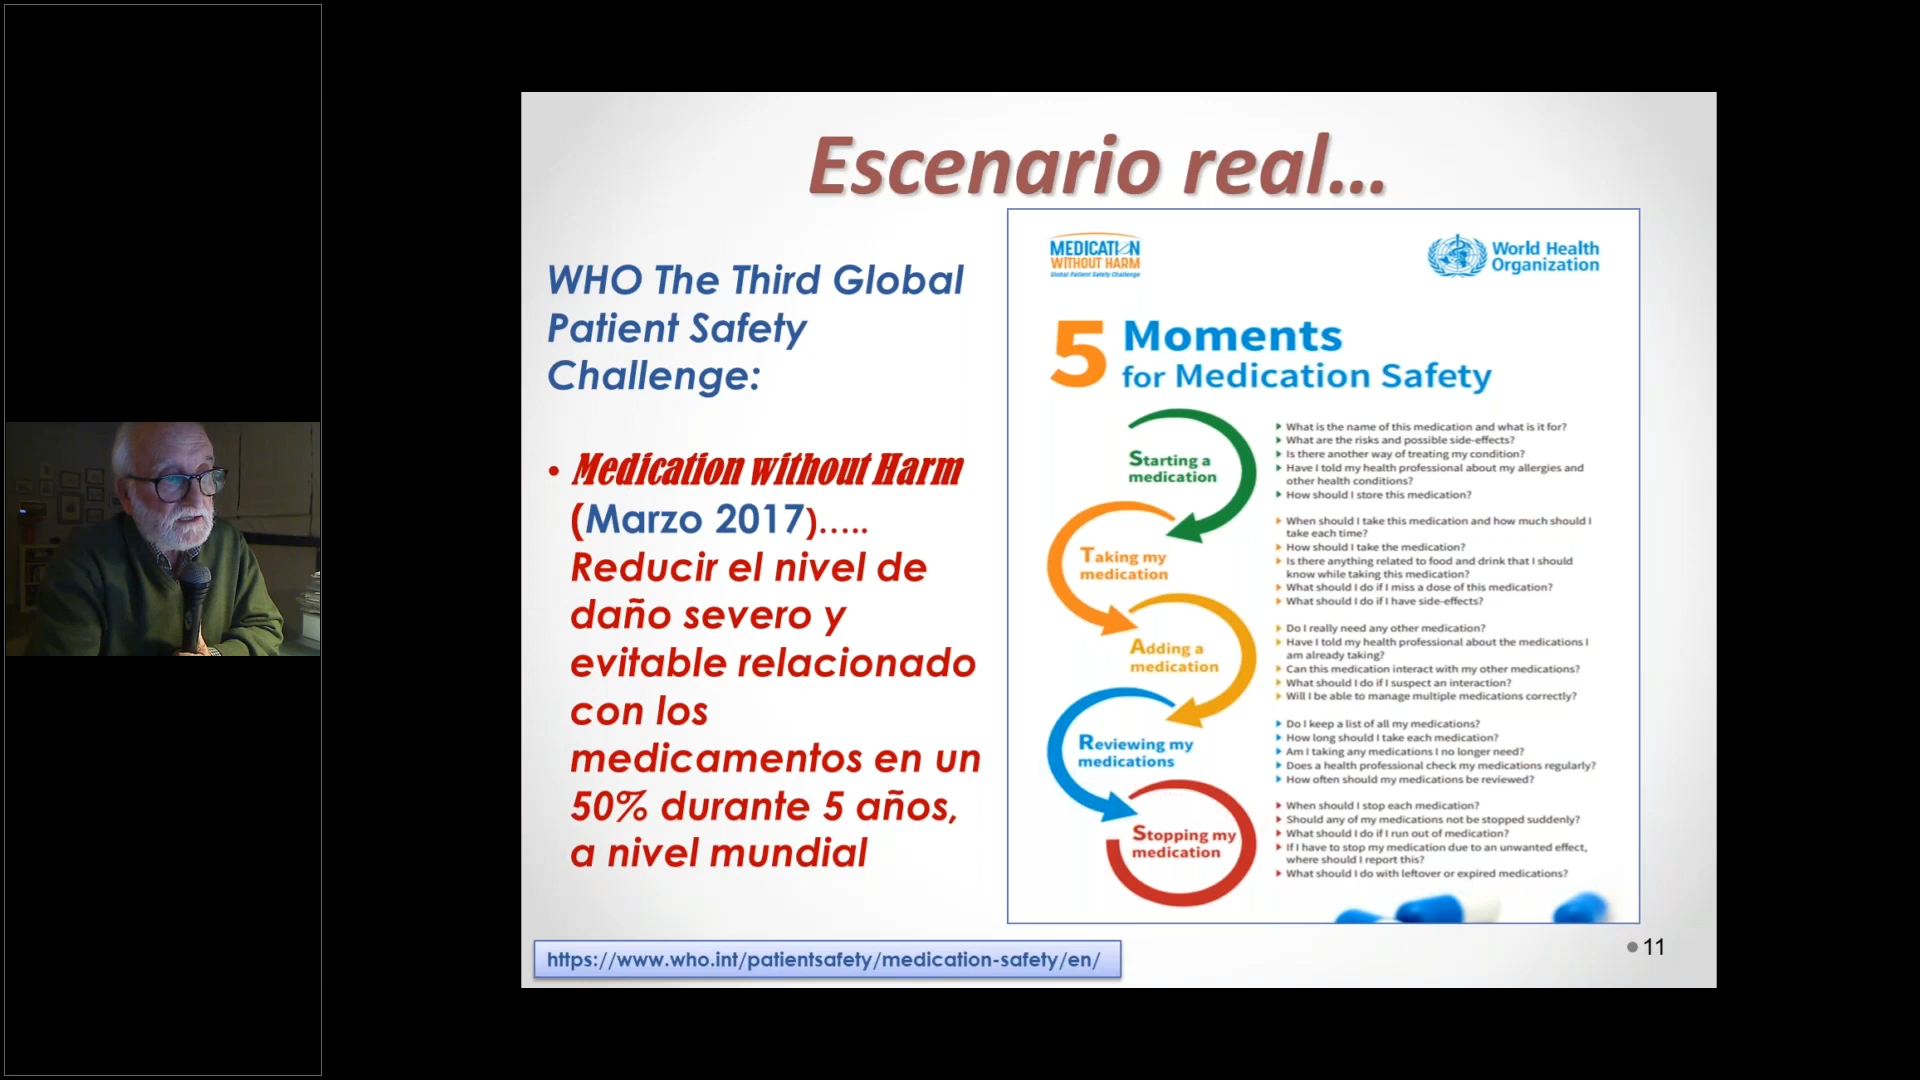 Escenario real...
WHO The Third Global
Patient Safety
Challenge:
• Medication without Harm
(Marzo 2017).....
Reducir el nivel de
daño severo y
evitable relacionado
con los
medicamentos en un
50% durante 5 años,
a nivel mundial
https://www.who.int/patientsafety/medication-safety/en/
MEDICATION
WITHOUT HARM
Global Patient Safety Challenge
World Health
Organization
5 Moments
for Medication Safety
Starting a
medication
What is the name of this medication and what is it for?
What are the risks and possible side-effects?
Is there another way of treating my condition?
Have I told my health professional about my allergies and
other health conditions?
How should I store this medication?
Taking my
medication
When should I take this medication and how much should I
take each time?
How should I take the medication?
Is there anything related to food and drink that I should
know while taking this medication?
What should I do if I miss a dose of this medication?
What should I do if I have side-effects?
Adding a
medication
Do I really need any other medication?
Have I told my health professional about the medications I
am already taking?
Can this medication interact with my other medications?
What should I do if I suspect an interaction?
Will I be able to manage multiple medications correctly?
Reviewing my
medications
Do I keep a list of all my medications?
How long should I take each medication?
Am I taking any medications I no longer need?
Does a health professional check my medications regularly?
How often should my medications be reviewed?
Stopping my
medication
When should I stop each medication?
Should any of my medications not be stopped suddenly?
What should I do if I run out of medication?
If I have to stop my medication due to an unwanted effect,
where should I report this?
What should I do with leftover or expired medications?
11